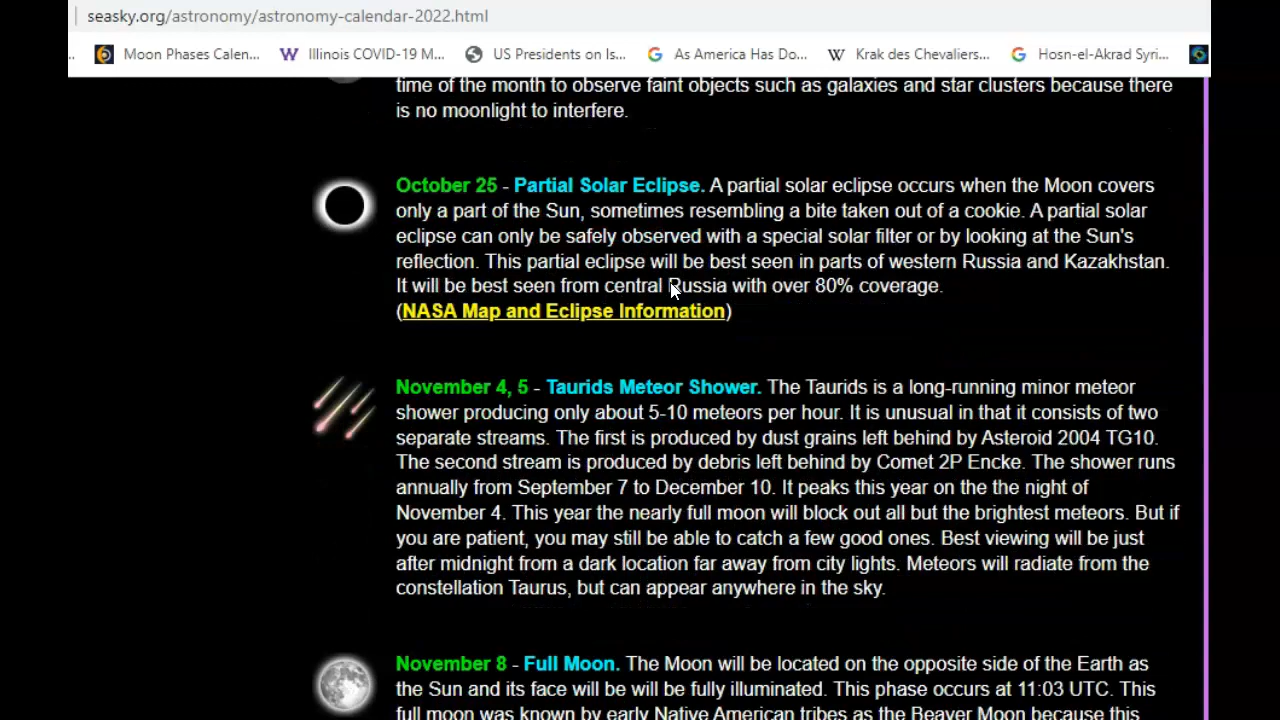 seasky.org/astronomy/astronomy-calendar-2022.html
... Moon Phases Calen... Illinois COVID-19 M... US Presidents on Is... As America Has Do... Krak des Chevaliers... Hosn-el-Akrad Syri...
time of the month to observe faint objects such as galaxies and star clusters because there
is no moonlight to interfere.
October 25 - Partial Solar Eclipse. A partial solar eclipse occurs when the Moon covers
only a part of the Sun, sometimes resembling a bite taken out of a cookie. A partial solar
eclipse can only be safely observed with a special solar filter or by looking at the Sun's
reflection. This partial eclipse will be best seen in parts of western Russia and Kazakhstan.
It will be best seen from central Russia with over 80% coverage.
(NASA Map and Eclipse Information)
November 4, 5 - Taurids Meteor Shower. The Taurids is a long-running minor meteor
shower producing only about 5-10 meteors per hour. It is unusual in that it consists of two
separate streams. The first is produced by dust grains left behind by Asteroid 2004 TG10.
The second stream is produced by debris left behind by Comet 2P Encke. The shower runs
annually from September 7 to December 10. It peaks this year on the the night of
November 4. This year the nearly full moon will block out all but the brightest meteors. But if
you are patient, you may still be able to catch a few good ones. Best viewing will be just
after midnight from a dark location far away from city lights. Meteors will radiate from the
constellation Taurus, but can appear anywhere in the sky.
November 8 - Full Moon. The Moon will be located on the opposite side of the Earth as
the Sun and its face will be will be fully illuminated. This phase occurs at 11:03 UTC. This
full moon was known by early Native American tribes as the Beaver Moon because this